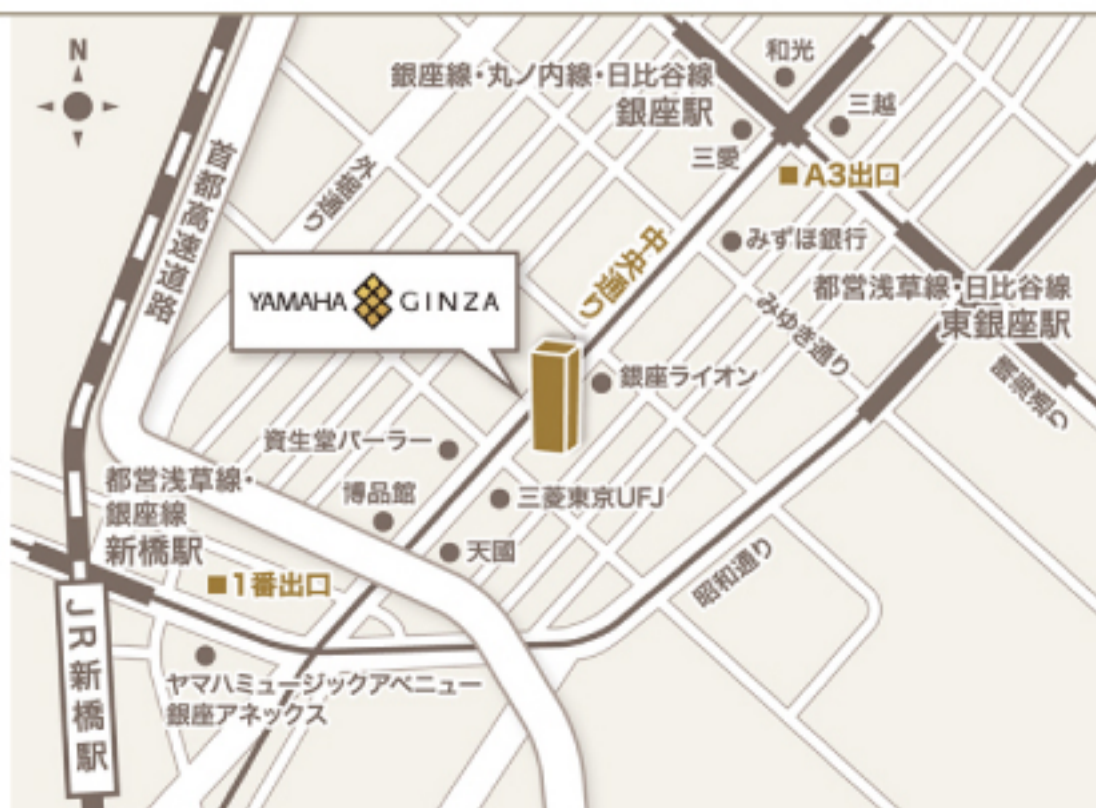 N
和光
銀座線・丸ノ内線・日比谷線
銀座駅
三越
三愛
■A3出口
首都高速道路
外堀通り
中央通り
みずほ銀行
YAMAHA GINZA
都営浅草線・日比谷線
東銀座駅
みゆき通り
晴海通り
銀座ライオン
資生堂パーラー
都営浅草線・
銀座線
新橋駅
博品館
三菱東京UFJ
天國
■1番出口
昭和通り
JR新橋駅
ヤマハミュージックアベニュー
銀座アネックス